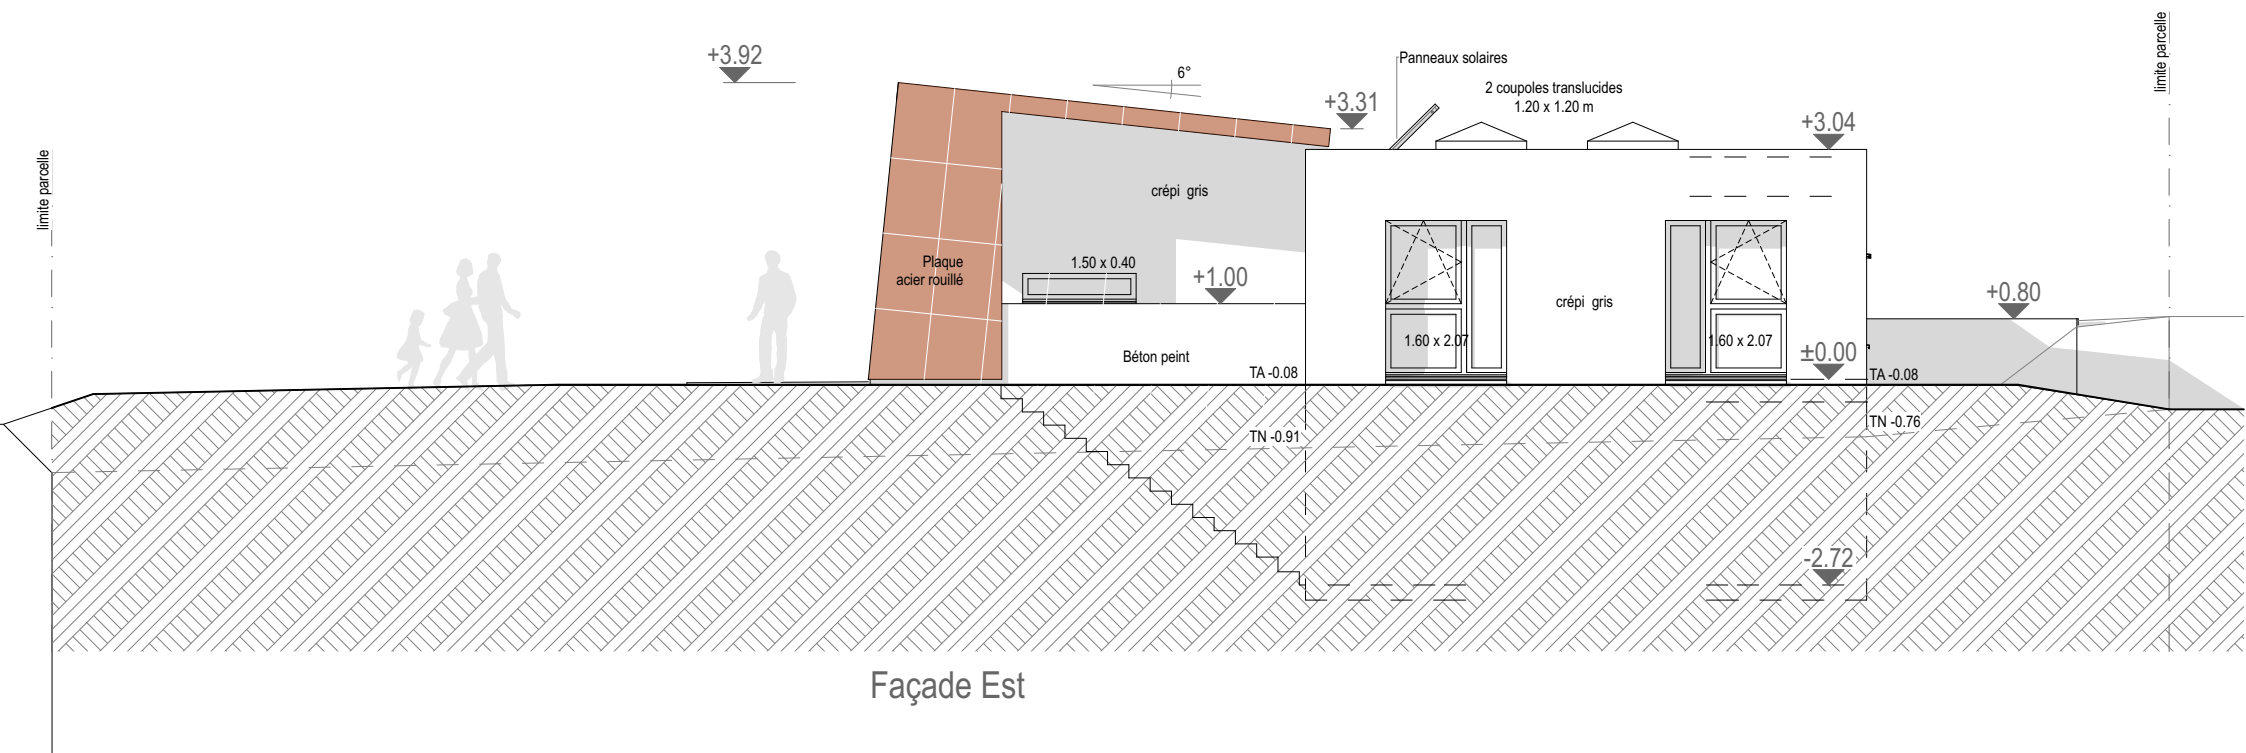 limite parcelle
+3.92
6°
Panneaux solaires
2 coupoles translucides
1.20 x 1.20 m
+3.31
+3.04
limite parcelle
crépi gris
Plaque
acier rouillé
1.50 x 0.40
+1.00
crépi gris
+0.80
Béton peint
1.60 x 2.07
1.60 x 2.07
±0.00
TA -0.08
TA -0.08
TN -0.91
TN -0.76
-2.72
Façade Est